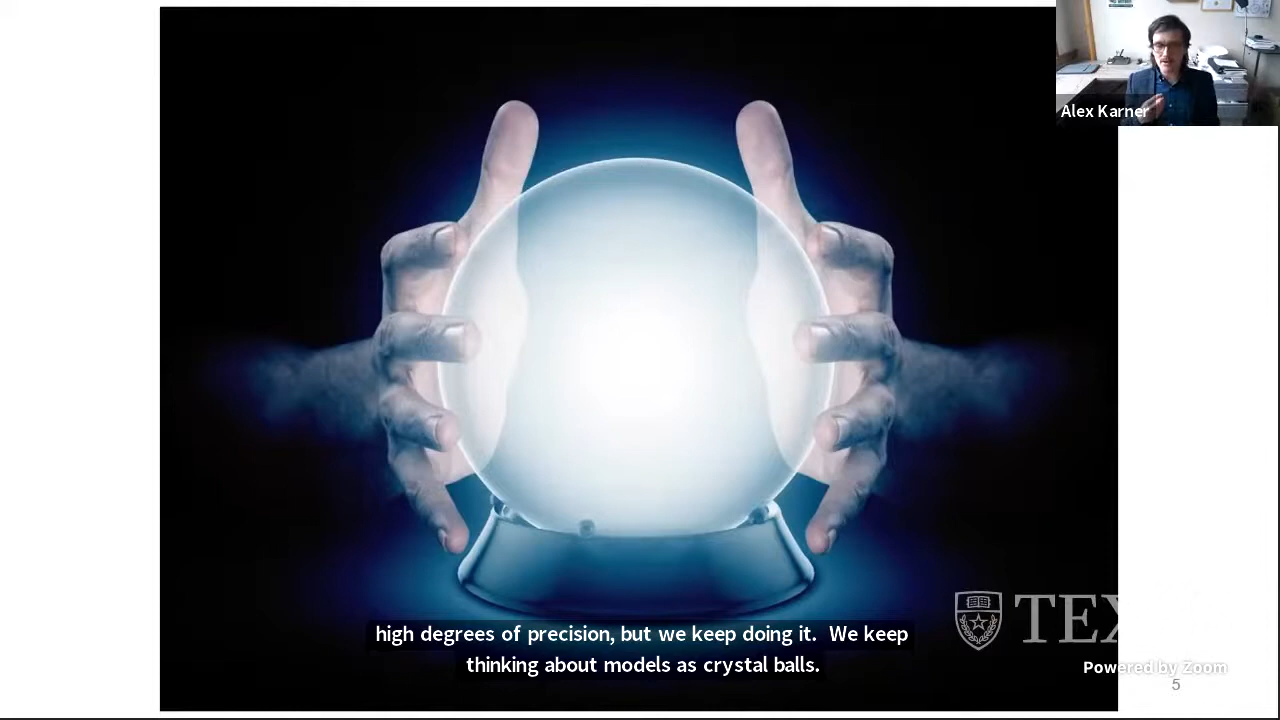 Alex Karner
TEX
high degrees of precision, but we keep doing it. We keep
thinking about models as crystal balls.
Powered by Zoom
5